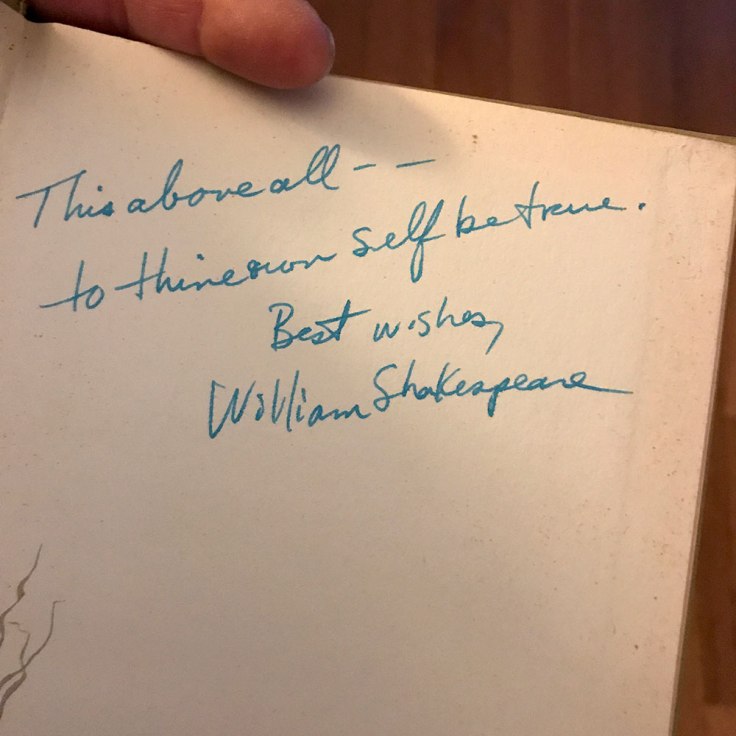 This above all - -
to thine own self be true.
Best wishes,
William Shakespeare